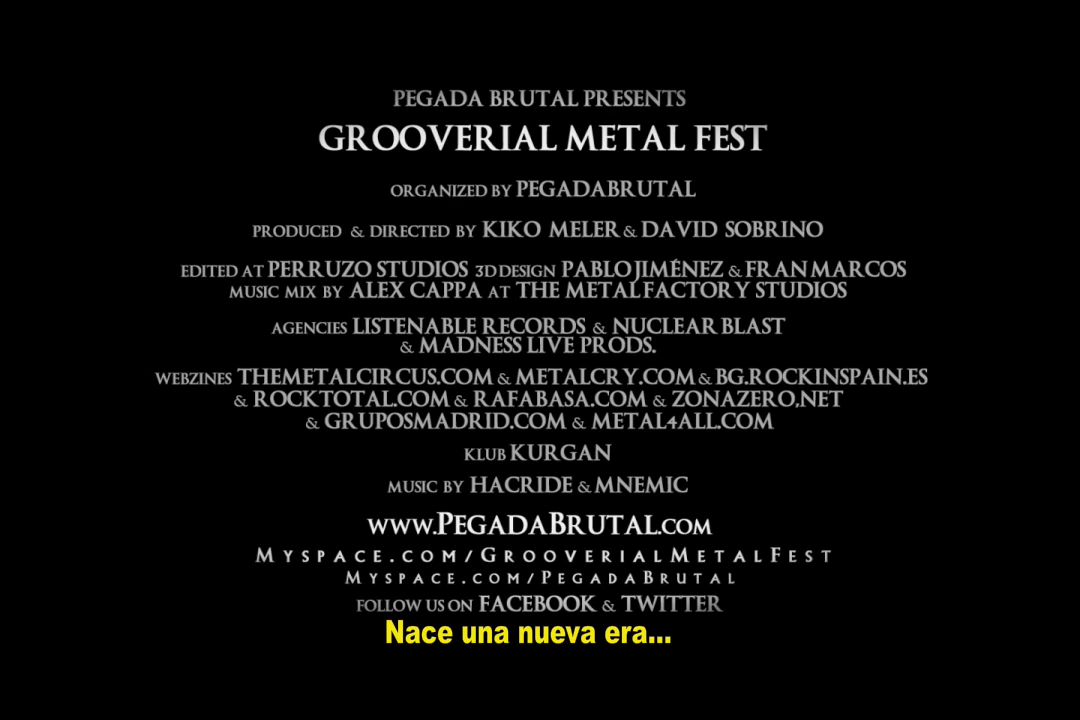 PEGADA BRUTAL PRESENTS
GROOVERIAL METAL FEST
ORGANIZED BY PEGADABRUTAL
PRODUCED & DIRECTED BY KIKO MELER & DAVID SOBRINO
EDITED AT PERRUZO STUDIOS 3D DESIGN PABLO JIMÉNEZ & FRAN MARCOS
MUSIC MIX BY ALEX CAPPA AT THE METAL FACTORY STUDIOS
AGENCIES LISTENABLE RECORDS & NUCLEAR BLAST
& MADNESS LIVE PRODS.
WEBZINES THEMETALCIRCUS.COM & METALCRY.COM & BG.ROCKINSPAIN.ES
& ROCKTOTAL.COM & RAFABASA.COM & ZONAZERO,NET
& GRUPOSMADRID.COM & METAL4ALL.COM
KLUB KURGAN
MUSIC BY HACRIDE & MNEMIC
WWW.PEGADABRUTAL.COM
MYSPACE.COM/GROOVERIALMETALFEST
MYSPACE.COM/PEGADABRUTAL
FOLLOW US ON FACEBOOK & TWITTER
Nace una nueva era...